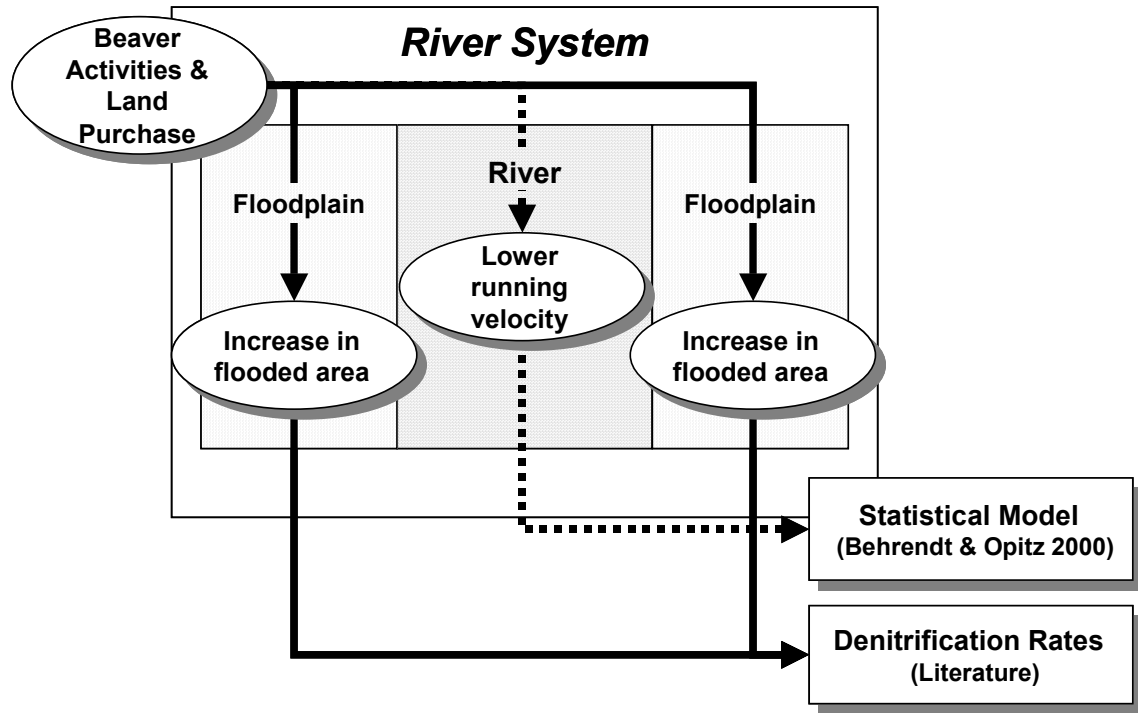 Beaver
Activities &
Land
Purchase
River System
Floodplain
River
Floodplain
Lower
running
velocity
Increase in
flooded area
Increase in
flooded area
Statistical Model
(Behrendt & Opitz 2000)
Denitrification Rates
(Literature)